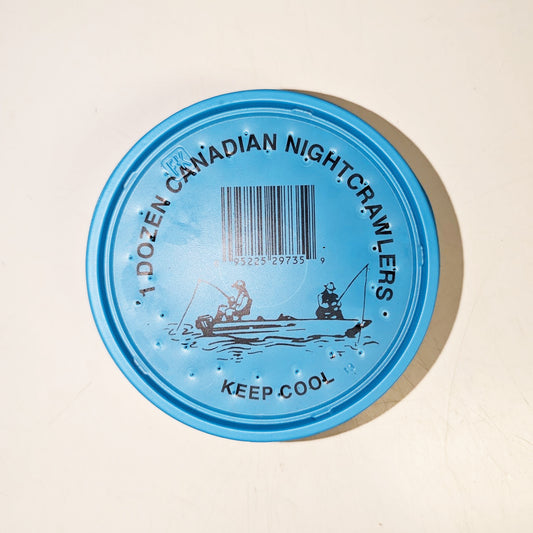 1 DOZEN CANADIAN NIGHTCRAWLERS
95225 29735 9
KEEP COOL